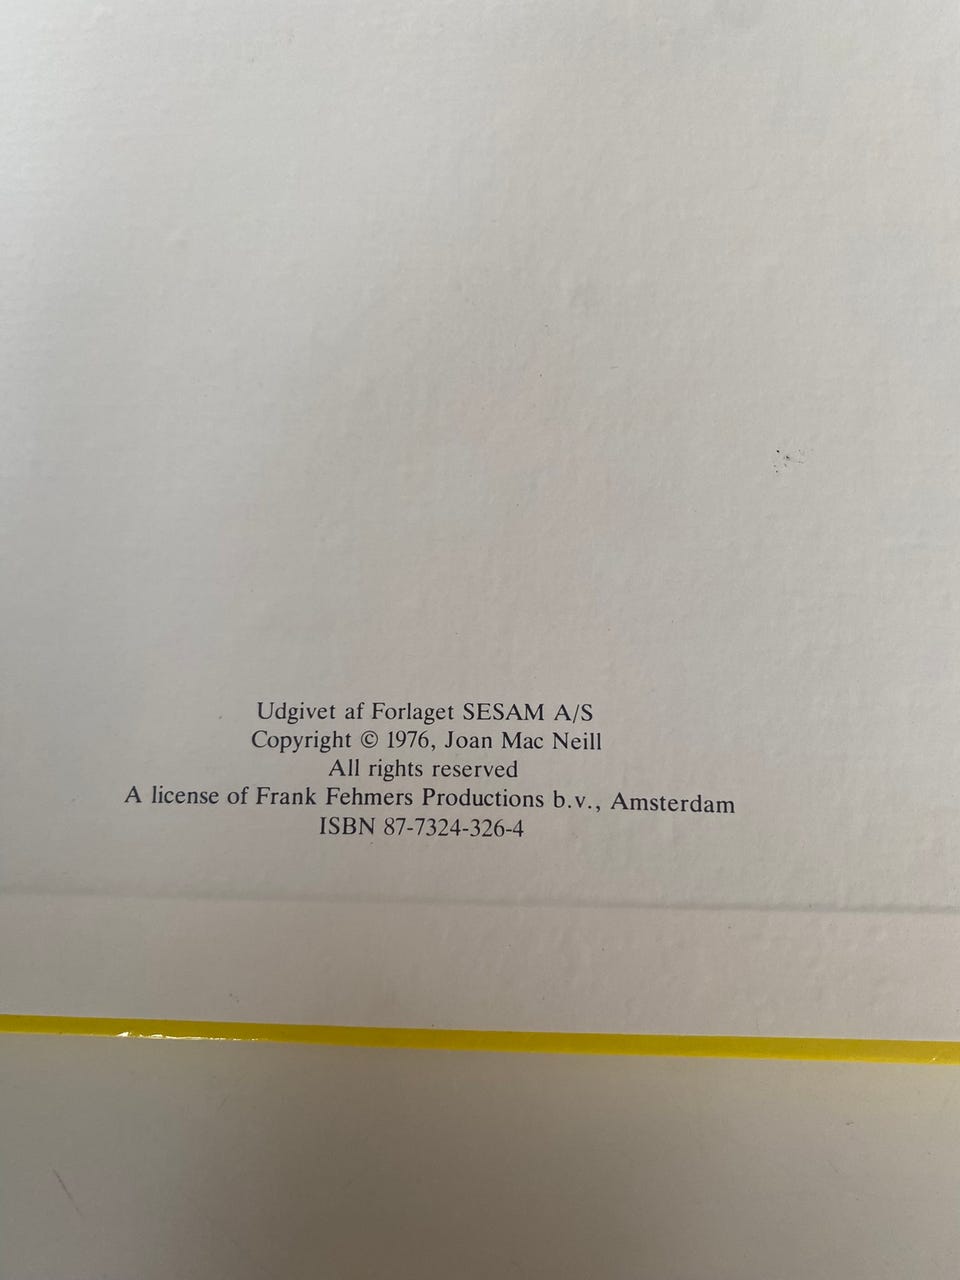 Udgivet af Forlaget SESAM A/S
Copyright © 1976, Joan Mac Neill
All rights reserved
A license of Frank Fehmers Productions b.v., Amsterdam
ISBN 87-7324-326-4